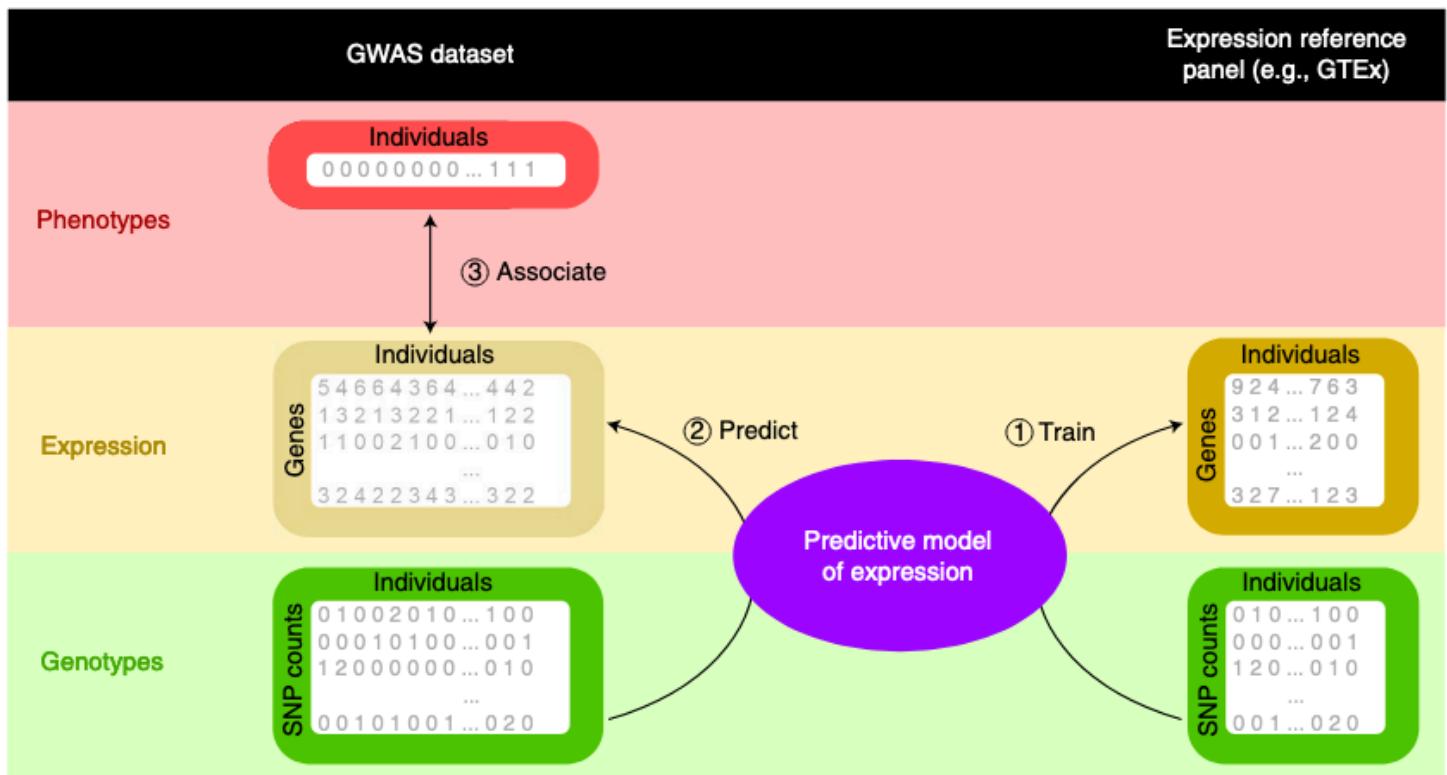 GWAS dataset
Expression reference
panel (e.g., GTEx)
Phenotypes
Individuals
0 0 0 0 0 0 0 0 ... 1 1 1
③ Associate
Expression
Individuals
Genes
5 4 6 6 4 3 6 4 ... 4 4 2
1 3 2 1 3 2 2 1 ... 1 2 2
1 1 0 0 2 1 0 0 ... 0 1 0
...
3 2 4 2 2 3 4 3 ... 3 2 2
② Predict
① Train
Individuals
Genes
9 2 4 ... 7 6 3
3 1 2 ... 1 2 4
0 0 1 ... 2 0 0
...
3 2 7 ... 1 2 3
Predictive model
of expression
Genotypes
Individuals
SNP counts
0 1 0 0 2 0 1 0 ... 1 0 0
0 0 0 1 0 1 0 0 ... 0 0 1
1 2 0 0 0 0 0 0 ... 0 1 0
...
0 0 1 0 1 0 0 1 ... 0 2 0
Individuals
SNP counts
0 1 0 ... 1 0 0
0 0 0 ... 0 0 1
1 2 0 ... 0 1 0
...
0 0 1 ... 0 2 0